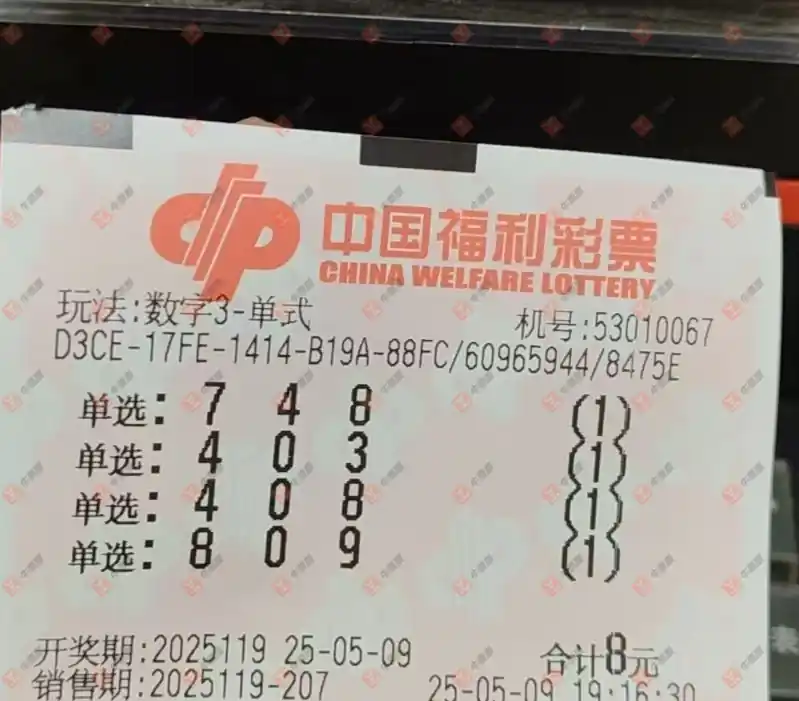 中国福利彩票
CHINA WELFARE LOTTERY
玩法:数字3-单式 机号:53010067
D3CE-17FE-1414-B19A-88FC/60965944/8475E
单选: 7 4 8 (1)
单选: 4 0 3 (1)
单选: 4 0 8 (1)
单选: 8 0 9 (1)
开奖期:2025119 25-05-09 合计8元
销售期:2025119-207 25-05-09 19:16:30